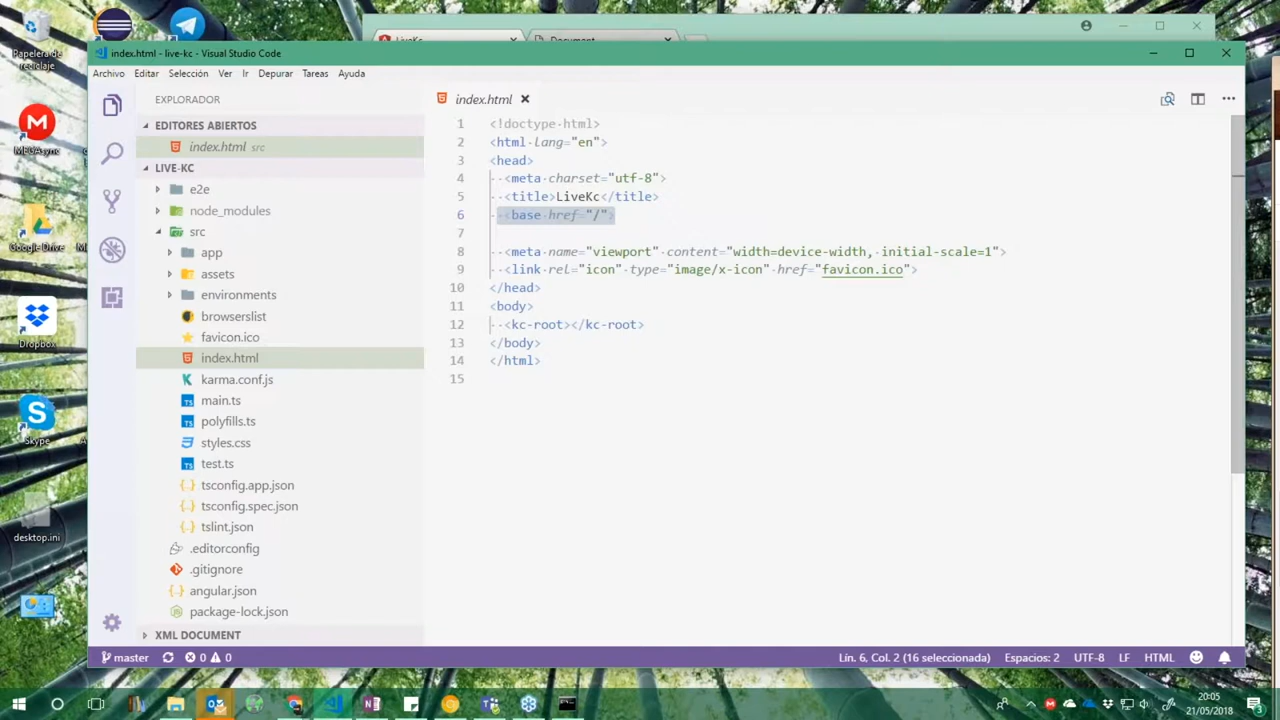 Papelera de
reciclaje
LiveKc
Document
index.html - live-kc - Visual Studio Code
Archivo Editar Selección Ver Ir Depurar Tareas Ayuda
EXPLORADOR
EDITORES ABIERTOS
index.html src
LIVE-KC
e2e
node_modules
src
app
assets
environments
browserslist
favicon.ico
index.html
karma.conf.js
main.ts
polyfills.ts
styles.css
test.ts
tsconfig.app.json
tsconfig.spec.json
tslint.json
.editorconfig
.gitignore
angular.json
package-lock.json
XML DOCUMENT
index.html
1 <!doctype html>
2 <html lang="en">
3 <head>
4 <meta charset="utf-8">
5 <title>LiveKc</title>
6 <base href="/">
7
8 <meta name="viewport" content="width=device-width, initial-scale=1">
9 <link rel="icon" type="image/x-icon" href="favicon.ico">
10 </head>
11 <body>
12 <kc-root></kc-root>
13 </body>
14 </html>
15
MEGAsync
Google Drive
Dropbox
Skype
desktop.ini
master 0 0
Lín. 6, Col. 2 (16 seleccionada) Espacios: 2 UTF-8 LF HTML
20:05
21/05/2018
3